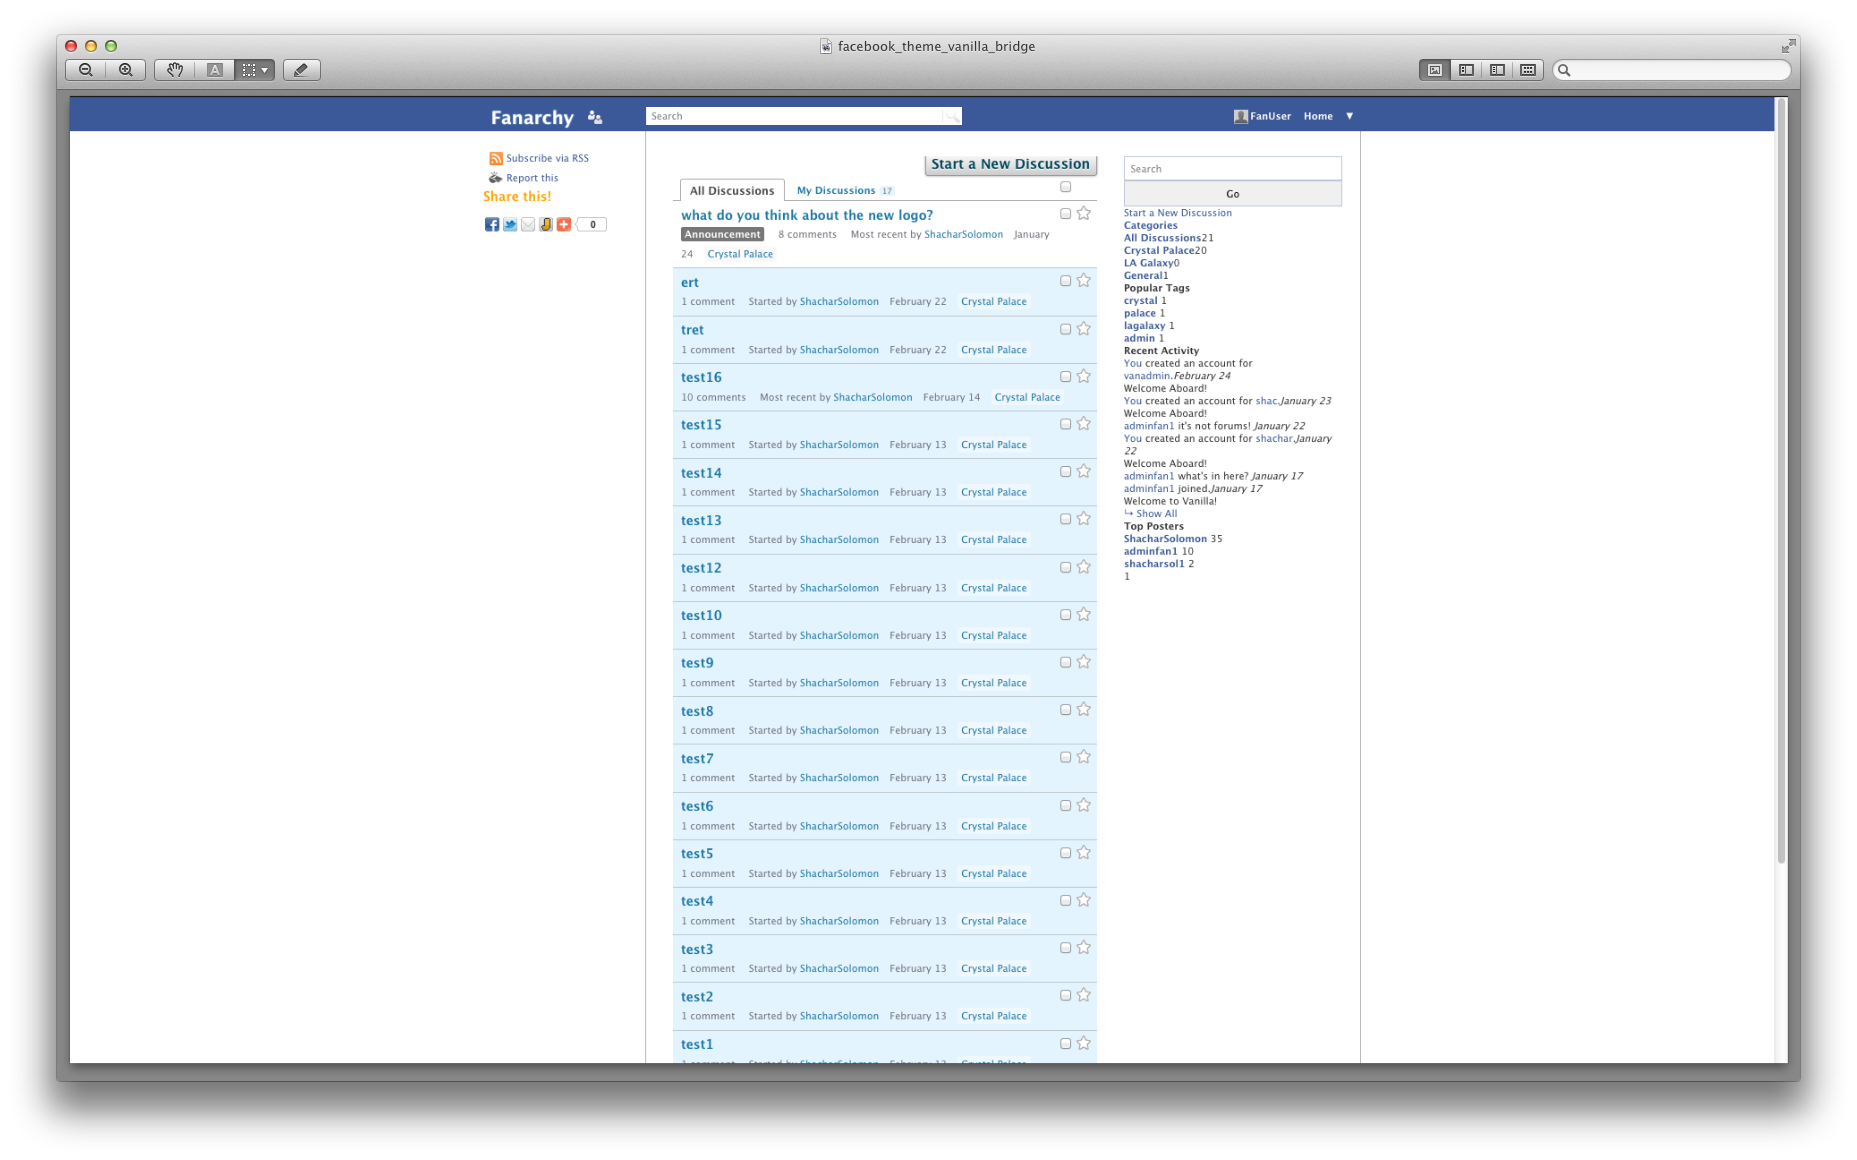 facebook_theme_vanilla_bridge
Fanarchy
Search
FanUser Home ▼
Subscribe via RSS
Report this
Share this!
0
Start a New Discussion
All Discussions My Discussions 17
what do you think about the new logo?
Announcement 8 comments Most recent by ShacharSolomon January
24 Crystal Palace
ert
1 comment Started by ShacharSolomon February 22 Crystal Palace
tret
1 comment Started by ShacharSolomon February 22 Crystal Palace
test16
10 comments Most recent by ShacharSolomon February 14 Crystal Palace
test15
1 comment Started by ShacharSolomon February 13 Crystal Palace
test14
1 comment Started by ShacharSolomon February 13 Crystal Palace
test13
1 comment Started by ShacharSolomon February 13 Crystal Palace
test12
1 comment Started by ShacharSolomon February 13 Crystal Palace
test10
1 comment Started by ShacharSolomon February 13 Crystal Palace
test9
1 comment Started by ShacharSolomon February 13 Crystal Palace
test8
1 comment Started by ShacharSolomon February 13 Crystal Palace
test7
1 comment Started by ShacharSolomon February 13 Crystal Palace
test6
1 comment Started by ShacharSolomon February 13 Crystal Palace
test5
1 comment Started by ShacharSolomon February 13 Crystal Palace
test4
1 comment Started by ShacharSolomon February 13 Crystal Palace
test3
1 comment Started by ShacharSolomon February 13 Crystal Palace
test2
1 comment Started by ShacharSolomon February 13 Crystal Palace
test1
Search
Go
Start a New Discussion
Categories
All Discussions21
Crystal Palace20
LA Galaxy0
General1
Popular Tags
crystal 1
palace 1
lagalaxy 1
admin 1
Recent Activity
You created an account for
vanadmin.February 24
Welcome Aboard!
You created an account for shac.January 23
Welcome Aboard!
adminfan1 it's not forums! January 22
You created an account for shachar.January
22
Welcome Aboard!
adminfan1 what's in here? January 17
adminfan1 joined.January 17
Welcome to Vanilla!
↳ Show All
Top Posters
ShacharSolomon 35
adminfan1 10
shacharsol1 2
1